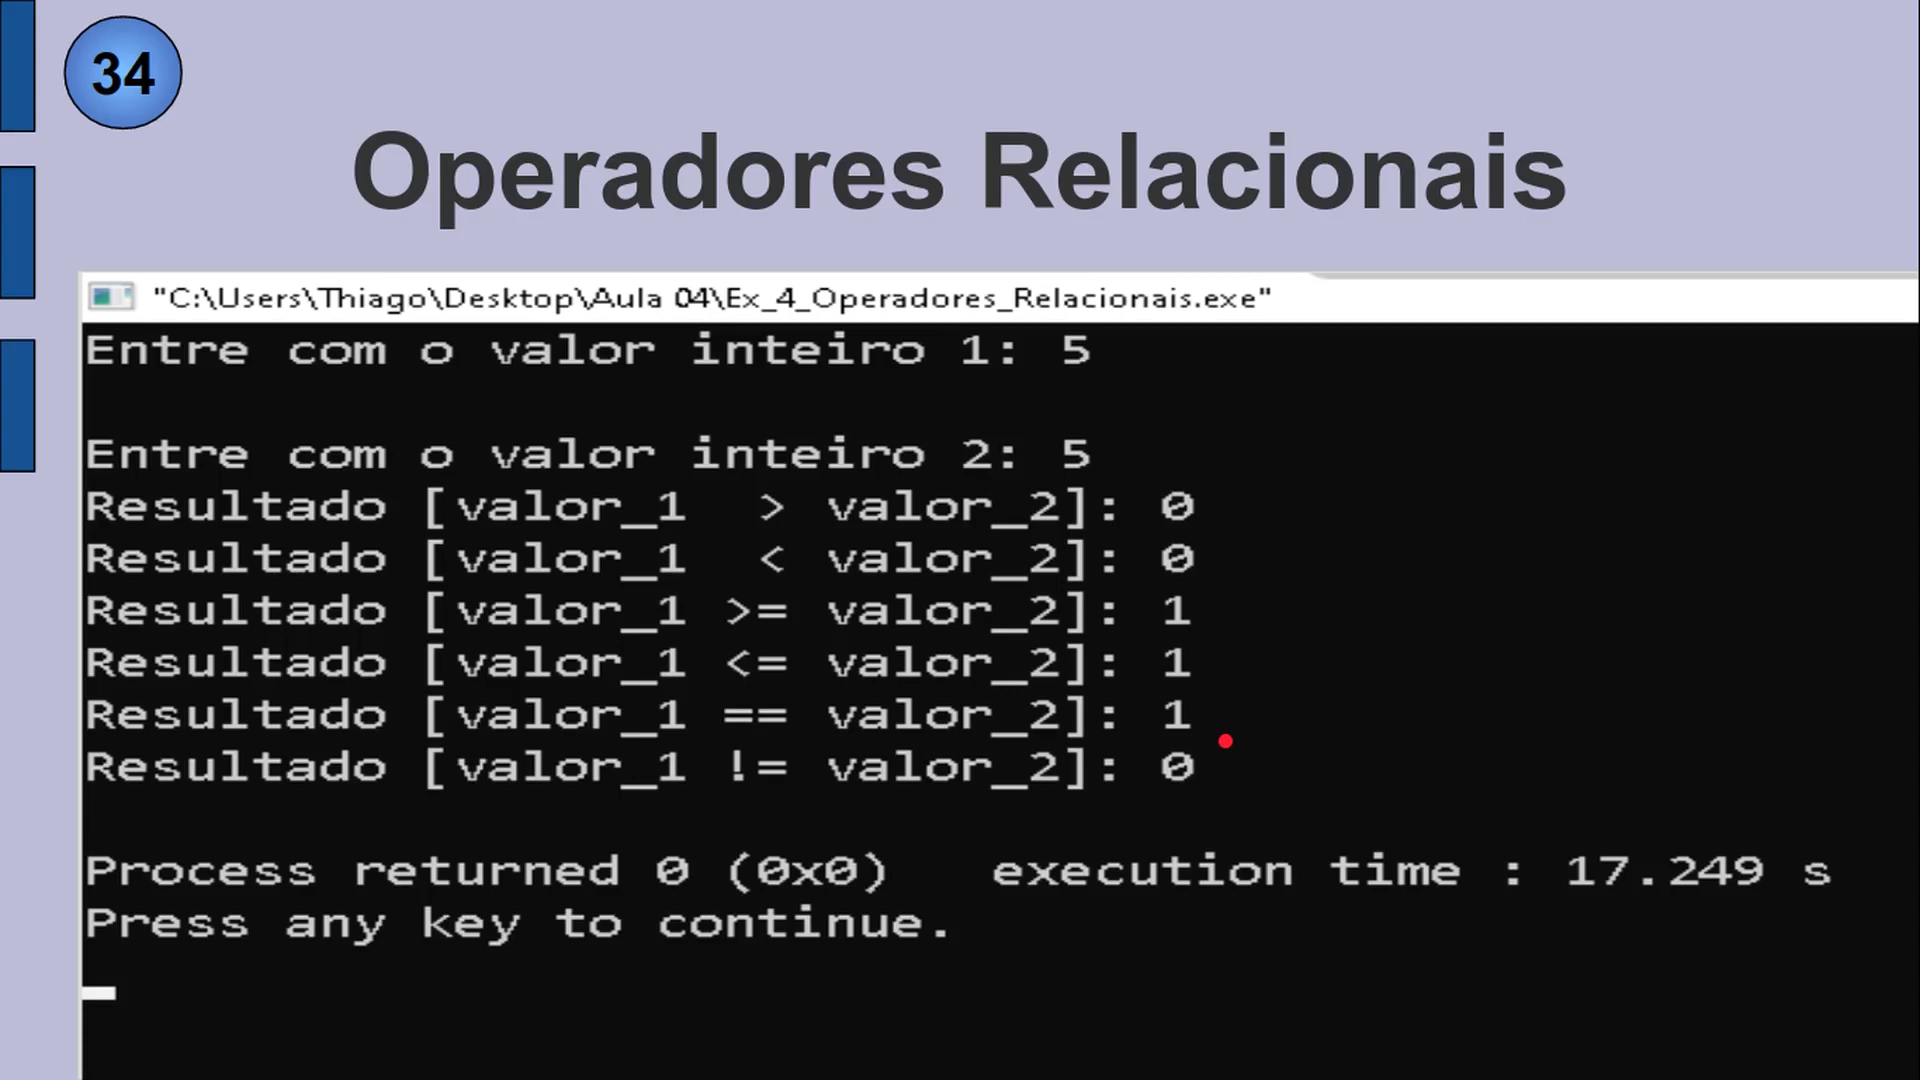 34
Operadores Relacionais
"C:\Users\Thiago\Desktop\Aula 04\Ex_4_Operadores_Relacionais.exe"
Entre com o valor inteiro 1: 5
Entre com o valor inteiro 2: 5
Resultado [valor_1  > valor_2]: 0
Resultado [valor_1  < valor_2]: 0
Resultado [valor_1 >= valor_2]: 1
Resultado [valor_1 <= valor_2]: 1
Resultado [valor_1 == valor_2]: 1
Resultado [valor_1 != valor_2]: 0
Process returned 0 (0x0)   execution time : 17.249 s
Press any key to continue.